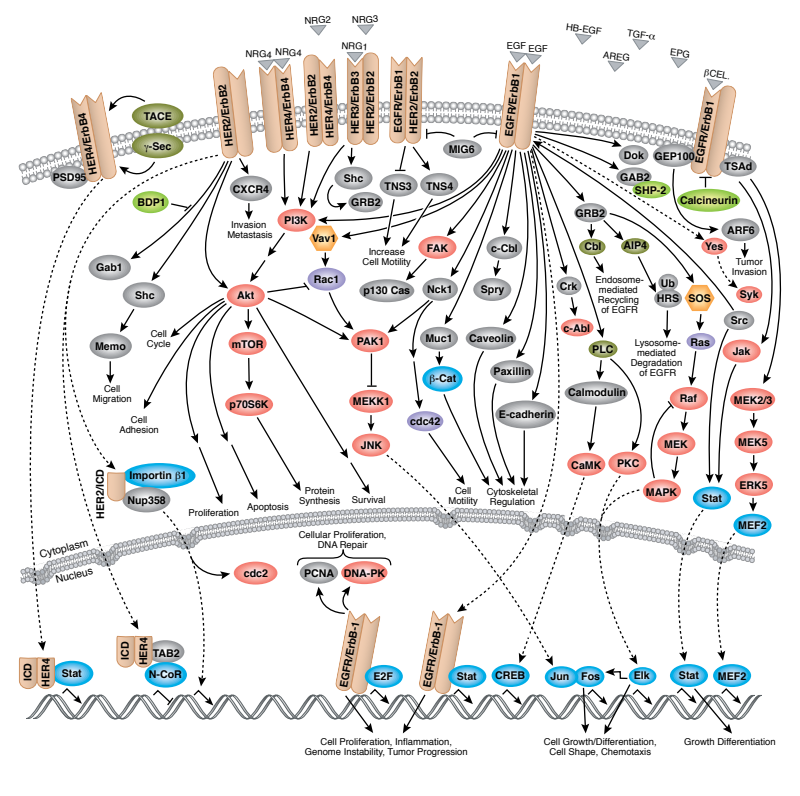 NRG2
NRG3
NRG4
NRG4
NRG1
EGF
EGF
HB-EGF
TGF-α
AREG
EPG
βCEL.
HER4/ErbB4
TACE
γ-Sec
PSD95
HER2/ErbB2
HER4/ErbB4
HER2/ErbB2
HER4/ErbB4
HER3/ErbB3
HER2/ErbB2
EGFR/ErbB1
HER2/ErbB2
EGFR/ErbB1
EGFR/ErbB1
MIG6
Dok
GEP100
TSAd
GAB2
SHP-2
Calcineurin
BDP1
CXCR4
Invasion
Metastasis
Shc
GRB2
TNS3
TNS4
PI3K
Vav1
Increase
Cell Motility
FAK
c-Cbl
GRB2
Cbl
AIP4
Yes
ARF6
Tumor
Invasion
Syk
Gab1
Shc
Memo
Cell
Migration
Akt
Rac1
p130 Cas
Nck1
Spry
Crk
c-Abl
Endosome-
mediated
Recycling
of EGFR
Ub
HRS
SOS
Src
Cell
Cycle
mTOR
PAK1
Muc1
Caveolin
PLC
Lysosome-
mediated
Degradation
of EGFR
Ras
Jak
β-Cat
Paxillin
Calmodulin
Raf
MEK2/3
Cell
Adhesion
p70S6K
MEKK1
cdc42
E-cadherin
JNK
MEK
MEK5
CaMK
PKC
MAPK
ERK5
Stat
MEF2
HER2/ICD
Importin β1
Nup358
Proliferation
Apoptosis
Protein
Synthesis
Survival
Cell
Motility
Cytoskeletal
Regulation
Cytoplasm
Nucleus
Cellular Proliferation,
DNA Repair
cdc2
PCNA
DNA-PK
ICD
HER4
Stat
ICD
HER4
TAB2
N-CoR
EGFR/ErbB-1
E2F
EGFR/ErbB-1
Stat
CREB
Jun
Fos
Elk
Stat
MEF2
Cell Proliferation, Inflammation,
Genome Instability, Tumor Progression
Cell Growth/Differentiation,
Cell Shape, Chemotaxis
Growth Differentiation